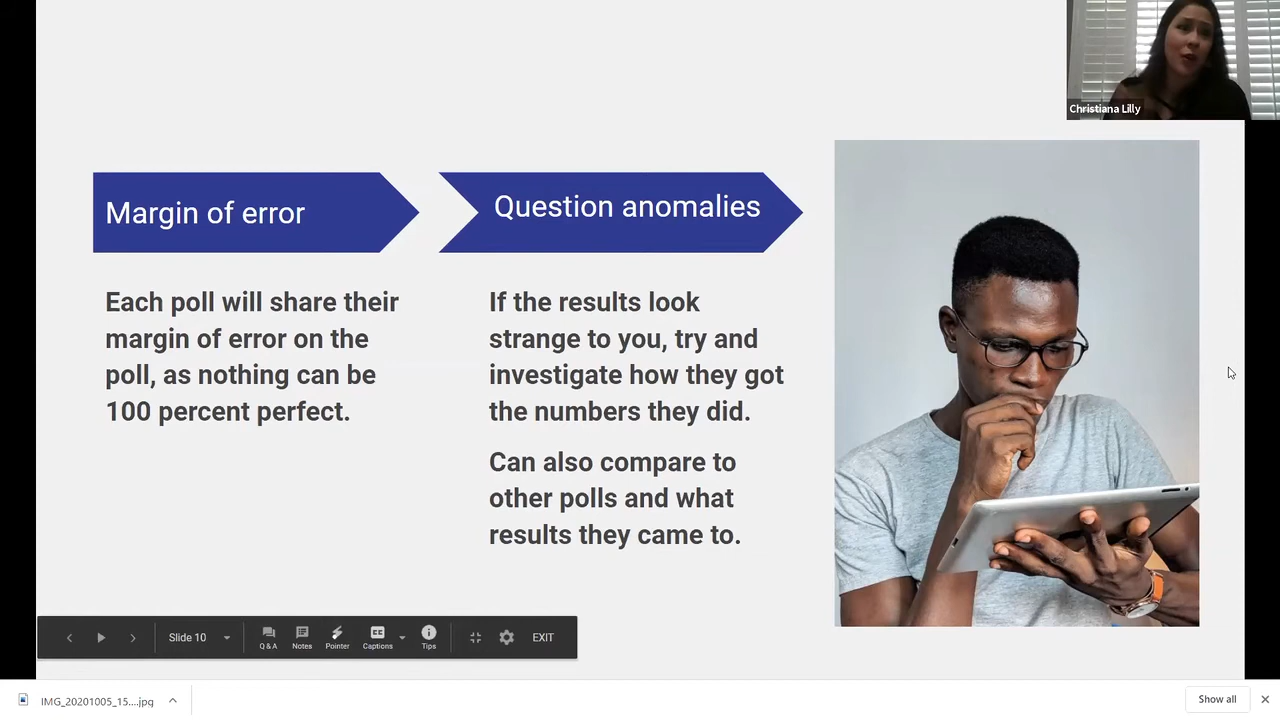 Christiana Lilly
Margin of error
Each poll will share their
margin of error on the
poll, as nothing can be
100 percent perfect.
Question anomalies
If the results look
strange to you, try and
investigate how they got
the numbers they did.
Can also compare to
other polls and what
results they came to.
Slide 10
Q & A
Notes
Pointer
Captions
Tips
EXIT
IMG_20201005_15....jpg
Show all